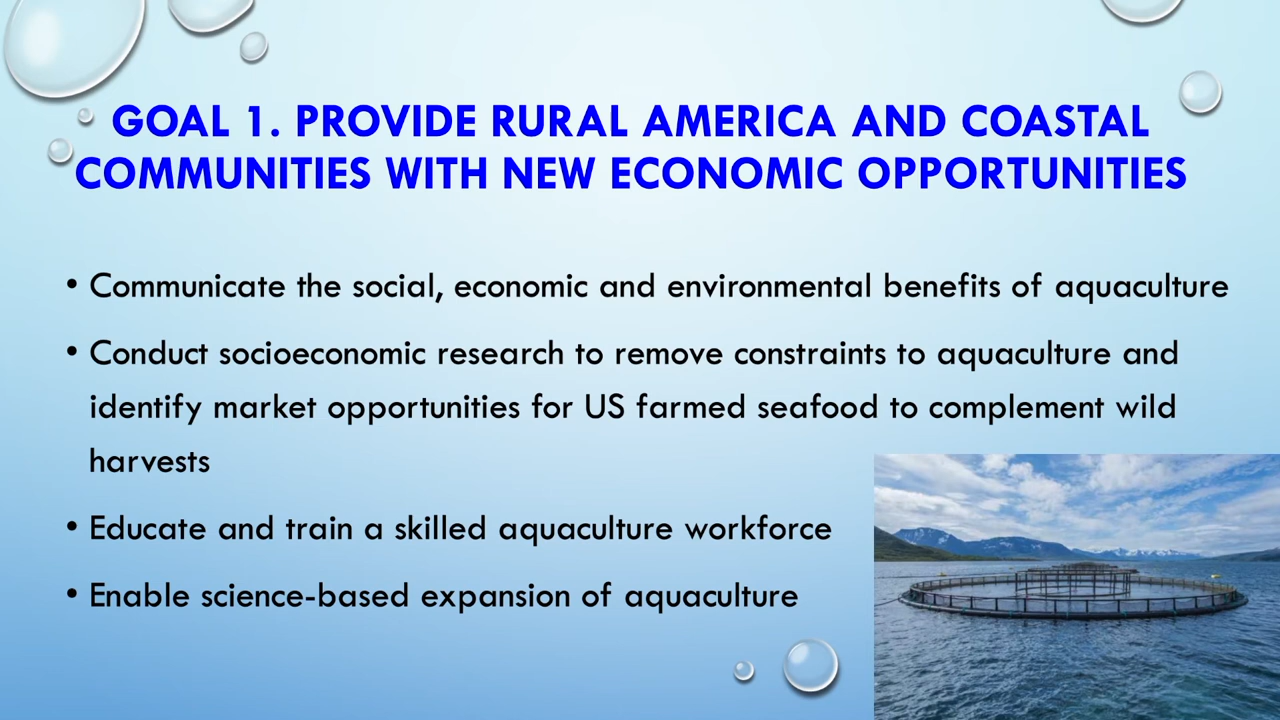 GOAL 1. PROVIDE RURAL AMERICA AND COASTAL
COMMUNITIES WITH NEW ECONOMIC OPPORTUNITIES
• Communicate the social, economic and environmental benefits of aquaculture
• Conduct socioeconomic research to remove constraints to aquaculture and
identify market opportunities for US farmed seafood to complement wild
harvests
• Educate and train a skilled aquaculture workforce
• Enable science-based expansion of aquaculture